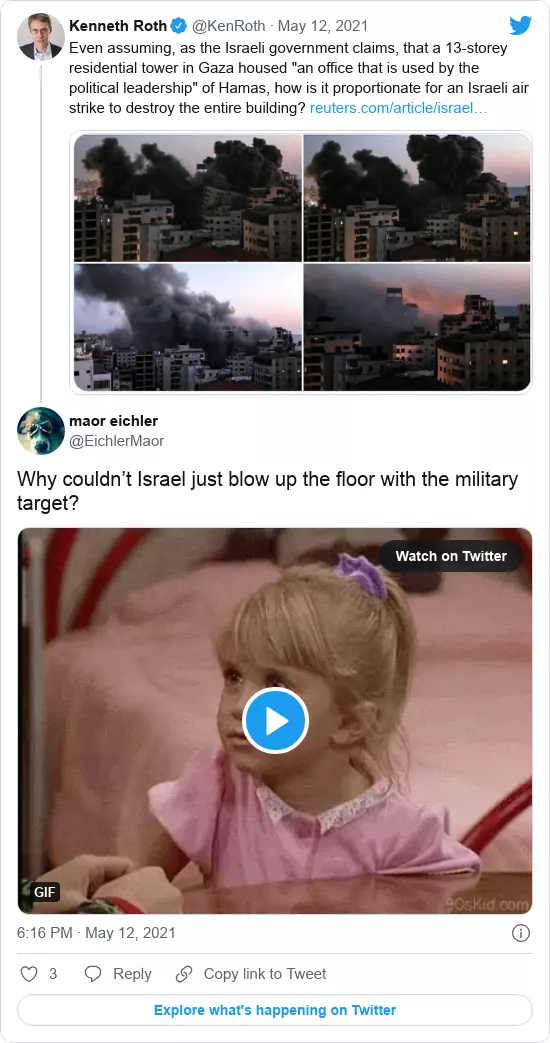 Kenneth Roth @KenRoth · May 12, 2021
Even assuming, as the Israeli government claims, that a 13-storey
residential tower in Gaza housed "an office that is used by the
political leadership" of Hamas, how is it proportionate for an Israeli air
strike to destroy the entire building? reuters.com/article/israel…
maor eichler
@EichlerMaor
Why couldn’t Israel just blow up the floor with the military
target?
Watch on Twitter
GIF
90sKid.com
6:16 PM · May 12, 2021
3 Reply Copy link to Tweet
Explore what's happening on Twitter